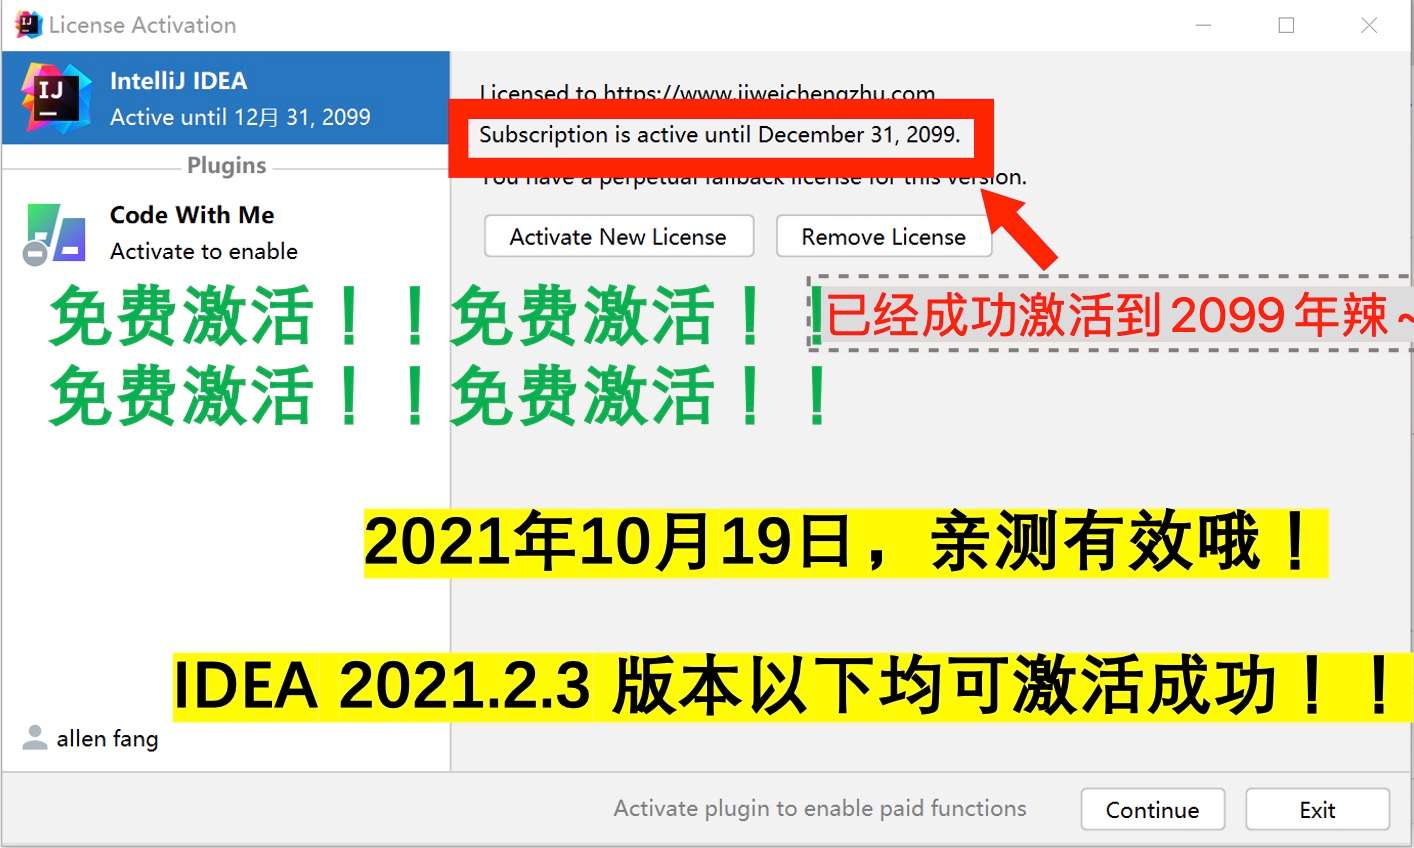 License Activation
IntelliJ IDEA
Active until 12月 31, 2099
Plugins
Code With Me
Activate to enable
Licensed to https://www.jiweichengzhu.com
Subscription is active until December 31, 2099.
You have a perpetual fallback license for this version.
Activate New License
Remove License
免费激活！！免费激活！！
已经成功激活到2099年辣~
免费激活！！免费激活！！
2021年10月19日，亲测有效哦！
IDEA 2021.2.3 版本以下均可激活成功！！
allen fang
Activate plugin to enable paid functions
Continue
Exit